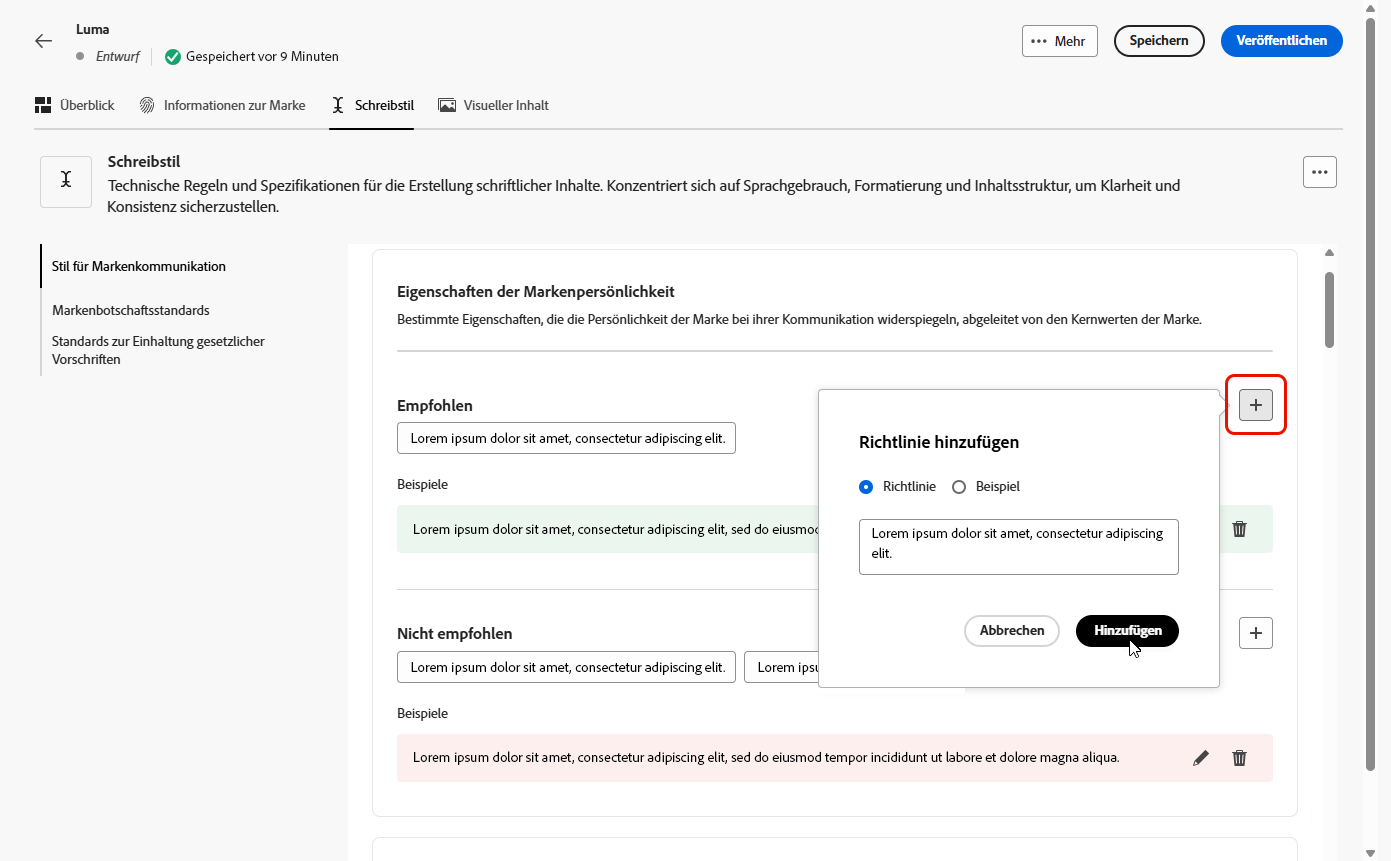 Luma
Entwurf
Gespeichert vor 9 Minuten
Mehr
Speichern
Veröffentlichen
Überblick
Informationen zur Marke
Schreibstil
Visueller Inhalt
Schreibstil
Technische Regeln und Spezifikationen für die Erstellung schriftlicher Inhalte. Konzentriert sich auf Sprachgebrauch, Formatierung und Inhaltsstruktur, um Klarheit und
Konsistenz sicherzustellen.
Stil für Markenkommunikation
Markenbotschaftsstandards
Standards zur Einhaltung gesetzlicher
Vorschriften
Eigenschaften der Markenpersönlichkeit
Bestimmte Eigenschaften, die die Persönlichkeit der Marke bei ihrer Kommunikation widerspiegeln, abgeleitet von den Kernwerten der Marke.
Empfohlen
Lorem ipsum dolor sit amet, consectetur adipiscing elit.
Beispiele
Lorem ipsum dolor sit amet, consectetur adipiscing elit, sed do eiusmod
Richtlinie hinzufügen
Richtlinie
Beispiel
Lorem ipsum dolor sit amet, consectetur adipiscing
elit.
Abbrechen
Hinzufügen
Nicht empfohlen
Lorem ipsum dolor sit amet, consectetur adipiscing elit.
Lorem ipsu
Beispiele
Lorem ipsum dolor sit amet, consectetur adipiscing elit, sed do eiusmod tempor incididunt ut labore et dolore magna aliqua.